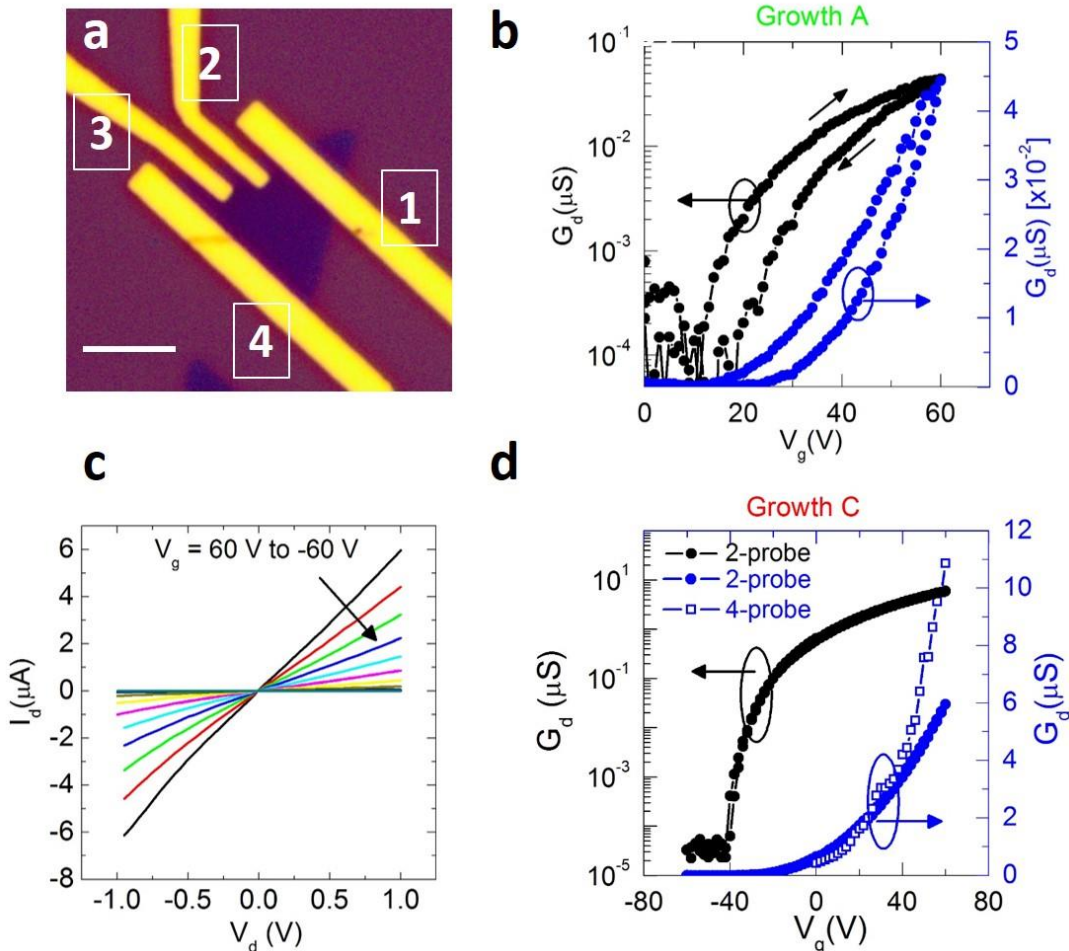 a
2
3
1
4
b
Growth A
10⁻¹
10⁻²
10⁻³
10⁻⁴
G_d(μS)
5
4
3
2
1
0
G_d(μS) [x10⁻²]
0 20 40 60
V_g(V)
c
V_g = 60 V to -60 V
6
4
2
0
-2
-4
-6
-8
I_d(μA)
-1.0 -0.5 0.0 0.5 1.0
V_d (V)
d
Growth C
2-probe
2-probe
4-probe
10¹
10⁻¹
10⁻³
10⁻⁵
G_d (μS)
12
10
8
6
4
2
0
G_d (μS)
-80 -40 0 40 80
V_g(V)